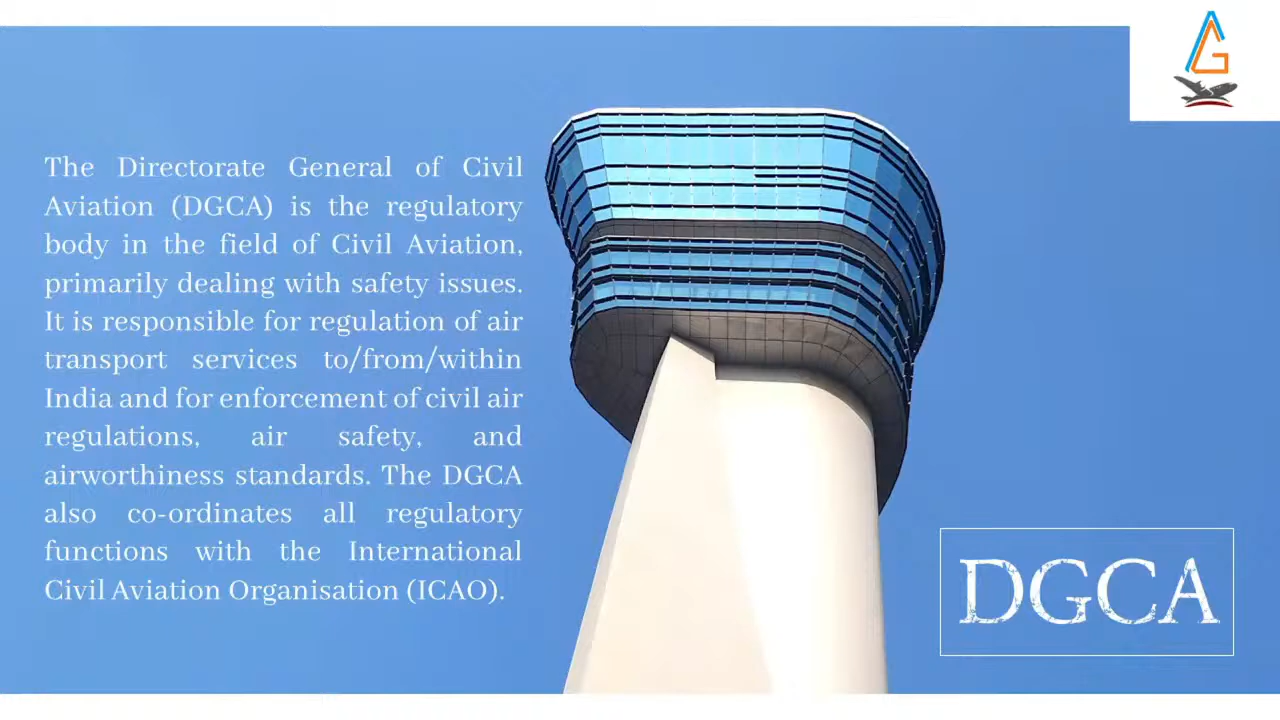 The Directorate General of Civil
Aviation (DGCA) is the regulatory
body in the field of Civil Aviation,
primarily dealing with safety issues.
It is responsible for regulation of air
transport services to/from/within
India and for enforcement of civil air
regulations, air safety, and
airworthiness standards. The DGCA
also co-ordinates all regulatory
functions with the International
Civil Aviation Organisation (ICAO).
DGCA